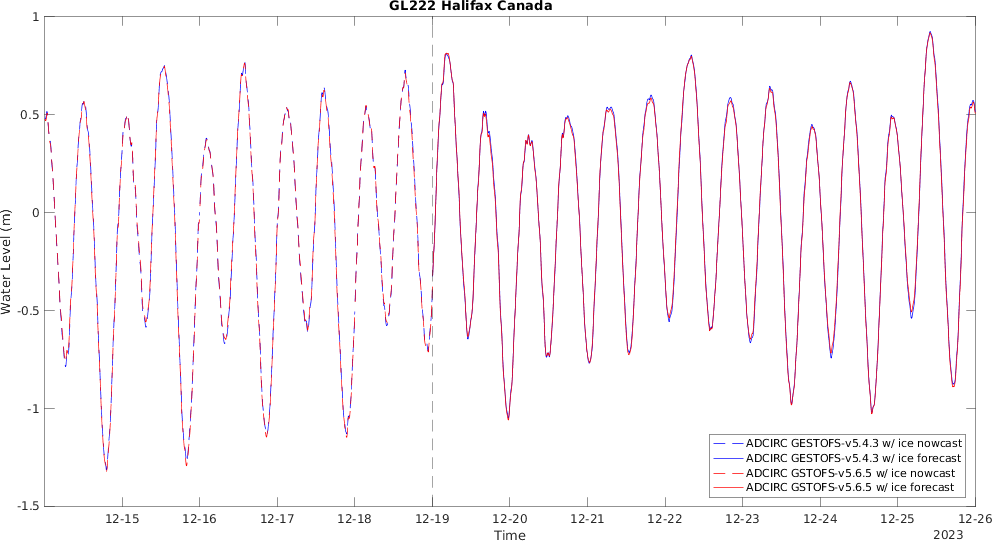 GL222 Halifax Canada
1
0.5
0
-0.5
-1
-1.5
Water Level (m)
12-15 12-16 12-17 12-18 12-19 12-20 12-21 12-22 12-23 12-24 12-25 12-26
Time
2023
ADCIRC GESTOFS-v5.4.3 w/ ice nowcast
ADCIRC GESTOFS-v5.4.3 w/ ice forecast
ADCIRC GSTOFS-v5.6.5 w/ ice nowcast
ADCIRC GSTOFS-v5.6.5 w/ ice forecast